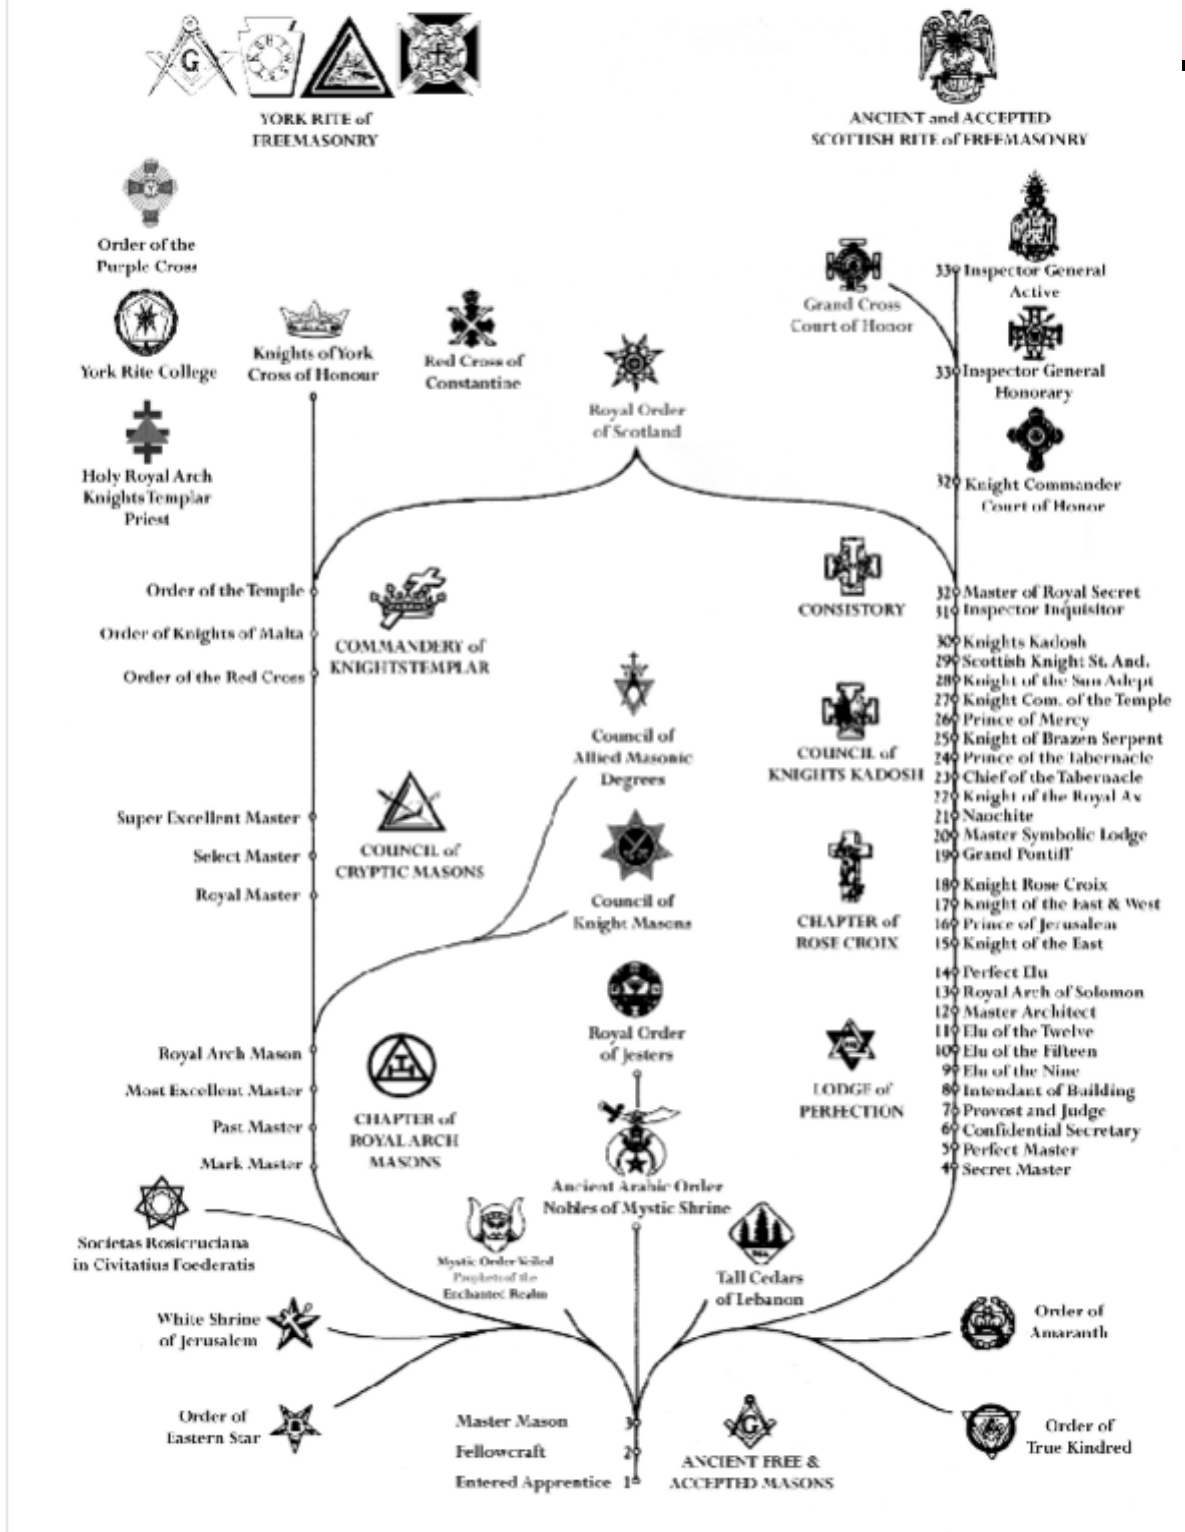 YORK RITE of
FREEMASONRY
ANCIENT and ACCEPTED
SCOTTISH RITE of FREEMASONRY
Order of the
Purple Cross
York Rite College
Holy Royal Arch
Knights Templar
Priest
Knights of York
Cross of Honour
Red Cross of
Constantine
Royal Order
of Scotland
Grand Cross
Court of Honor
33 Inspector General
Active
33 Inspector General
Honorary
32 Knight Commander
Court of Honor
Order of the Temple
Order of Knights of Malta
Order of the Red Cross
COMMANDERY of
KNIGHTS TEMPLAR
Super Excellent Master
Select Master
Royal Master
COUNCIL of
CRYPTIC MASONS
Council of
Allied Masonic
Degrees
Council of
Knight Masons
CONSISTORY
32 Master of Royal Secret
31 Inspector Inquisitor
COUNCIL of
KNIGHTS KADOSH
30 Knights Kadosh
29 Scottish Knight St. And.
28 Knight of the Sun Adept
27 Knight Com. of the Temple
26 Prince of Mercy
25 Knight of Brazen Serpent
24 Prince of the Tabernacle
23 Chief of the Tabernacle
22 Knight of the Royal Ax
21 Naochite
20 Master Symbolic Lodge
19 Grand Pontiff
CHAPTER of
ROSE CROIX
18 Knight Rose Croix
17 Knight of the East & West
16 Prince of Jerusalem
15 Knight of the East
LODGE of
PERFECTION
14 Perfect Elu
13 Royal Arch of Solomon
12 Master Architect
11 Elu of the Twelve
10 Elu of the Fifteen
9 Elu of the Nine
8 Intendant of Building
7 Provost and Judge
6 Confidential Secretary
5 Perfect Master
4 Secret Master
Royal Arch Mason
Most Excellent Master
Past Master
Mark Master
CHAPTER of
ROYAL ARCH
MASONS
Royal Order
of Jesters
Ancient Arabic Order
Nobles of Mystic Shrine
Societas Rosicruciana
in Civitatius Foederatis
Mystic Order Veiled
Prophets of the
Enchanted Realm
Tall Cedars
of Lebanon
White Shrine
of Jerusalem
Order of
Amaranth
Order of
Eastern Star
Order of
True Kindred
Master Mason 3
Fellowcraft 2
Entered Apprentice 1
G
ANCIENT FREE &
ACCEPTED MASONS
G